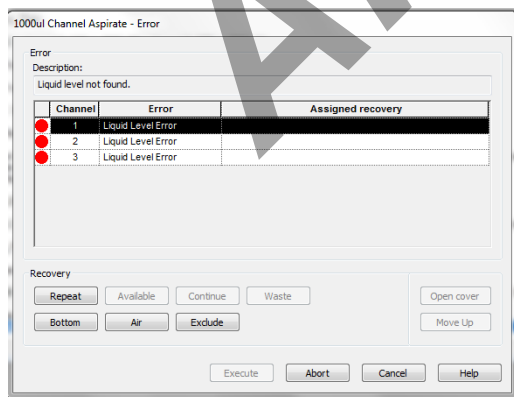 1000ul Channel Aspirate - Error
Error
Description:
Liquid level not found.
Channel Error Assigned recovery
1 Liquid Level Error
2 Liquid Level Error
3 Liquid Level Error
Recovery
Repeat Available Continue Waste Open cover
Bottom Air Exclude Move Up
Execute Abort Cancel Help